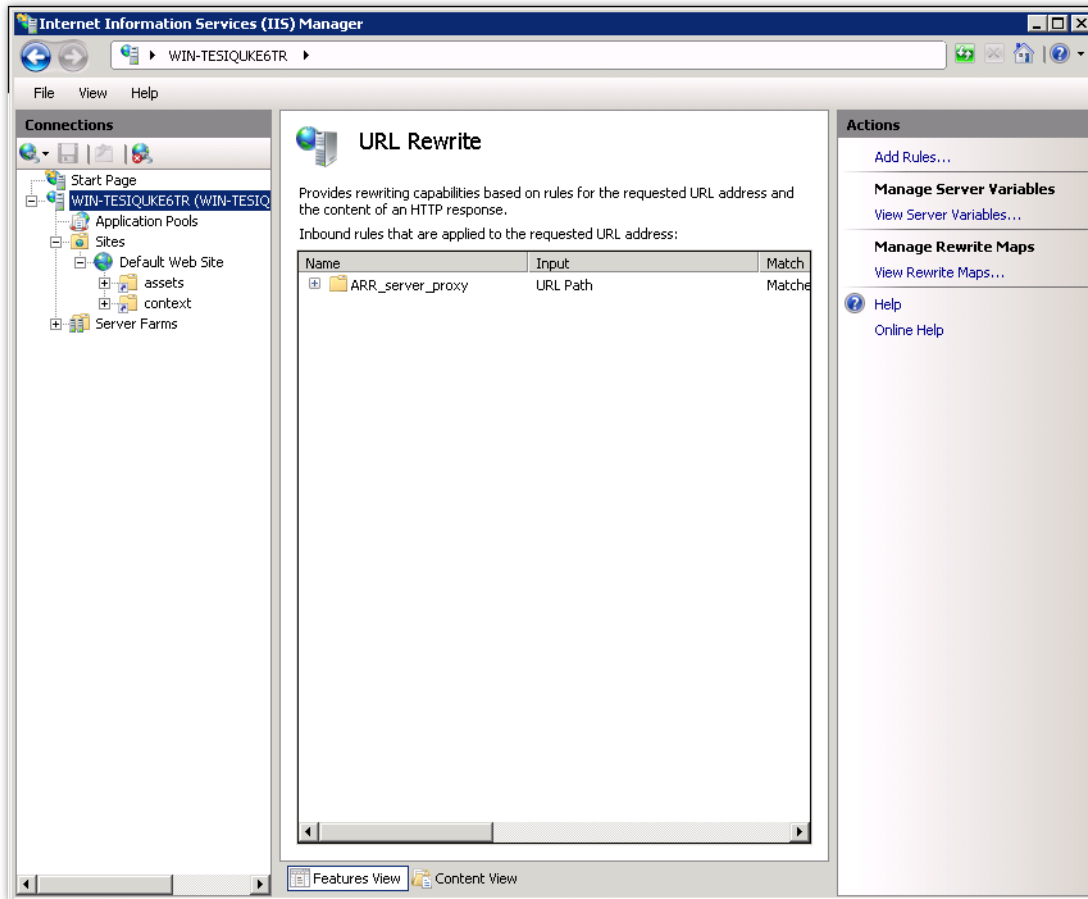 Internet Information Services (IIS) Manager
WIN-TESIQUKE6TR
File View Help
Connections
Start Page
WIN-TESIQUKE6TR (WIN-TESIQ
Application Pools
Sites
Default Web Site
assets
context
Server Farms
URL Rewrite
Provides rewriting capabilities based on rules for the requested URL address and
the content of an HTTP response.
Inbound rules that are applied to the requested URL address:
Name Input Match
ARR_server_proxy URL Path Matche
Features View Content View
Actions
Add Rules...
Manage Server Variables
View Server Variables...
Manage Rewrite Maps
View Rewrite Maps...
Help
Online Help